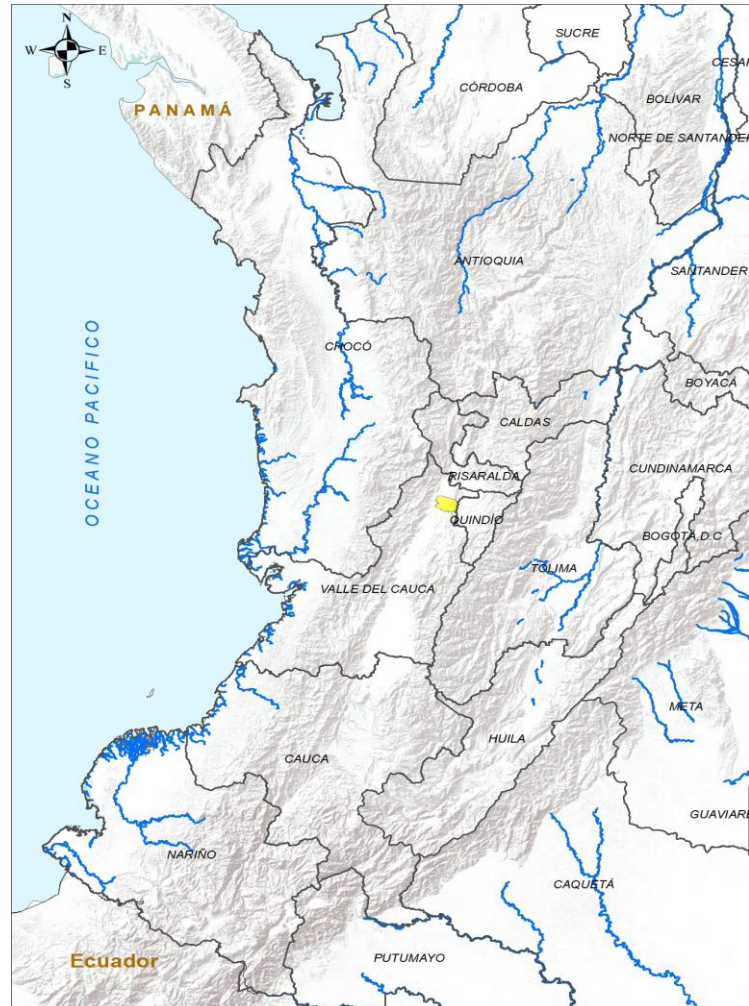 N
W E
S
PANAMÁ
SUCRE
CÓRDOBA
BOLÍVAR
NORTE DE SANTANDER
ANTIOQUIA
SANTANDER
OCEANO PACIFICO
CHOCÓ
BOYACÁ
CALDAS
CUNDINAMARCA
RISARALDA
QUINDÍO
BOGOTÁ,D.C
TOLIMA
VALLE DEL CAUCA
META
HUILA
CAUCA
GUAVIARE
NARIÑO
CAQUETÁ
Ecuador
PUTUMAYO